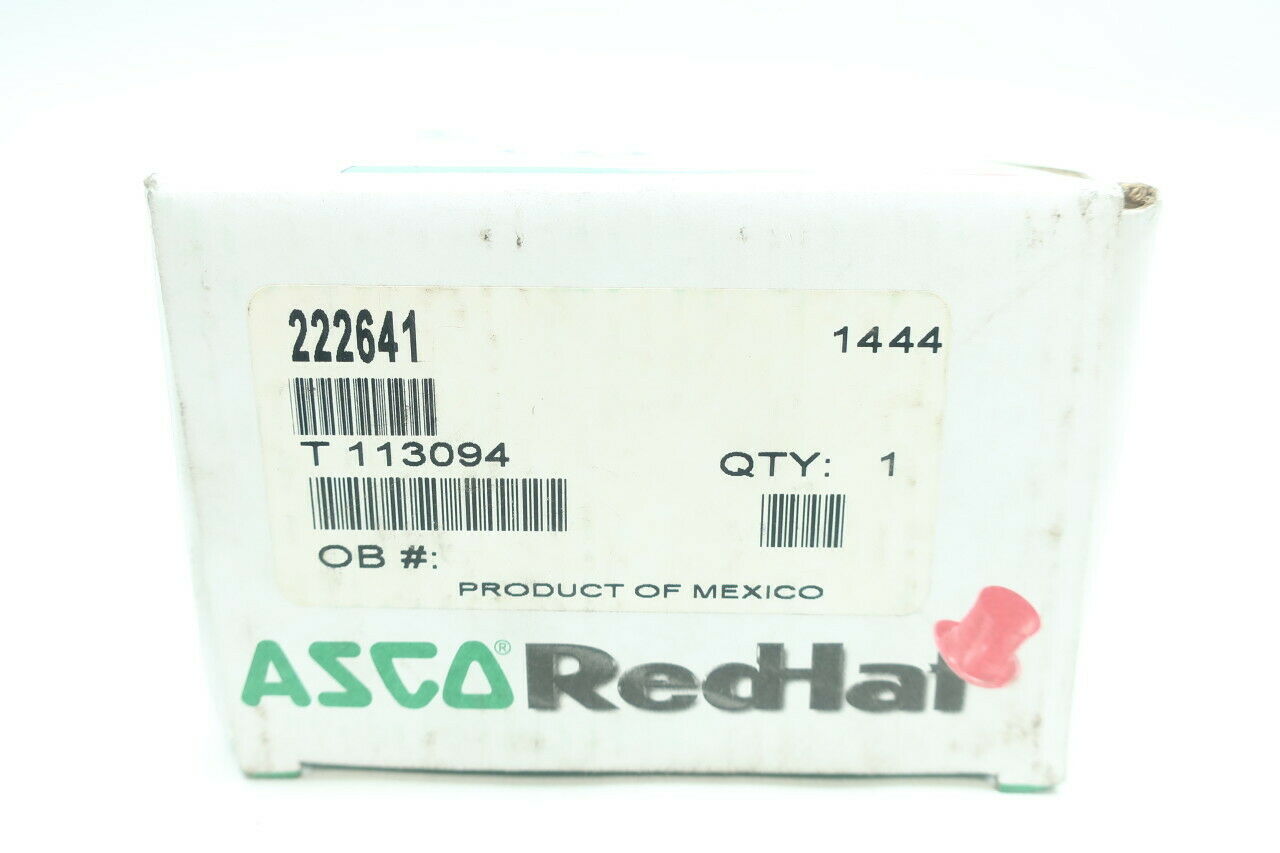 222641 1444
T 113094
QTY: 1
OB #:
PRODUCT OF MEXICO
ASCO® RedHat